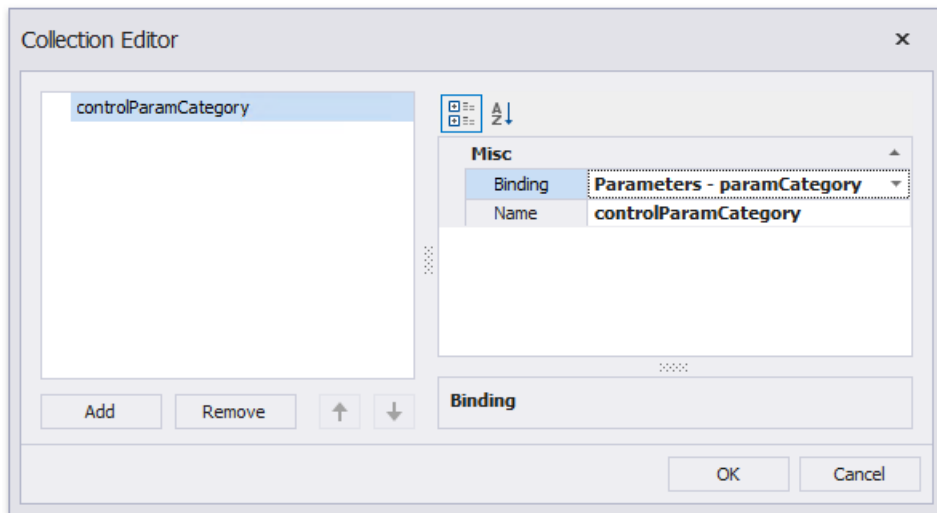 Collection Editor
controlParamCategory
Misc
Binding Parameters - paramCategory
Name controlParamCategory
Add Remove
Binding
OK Cancel